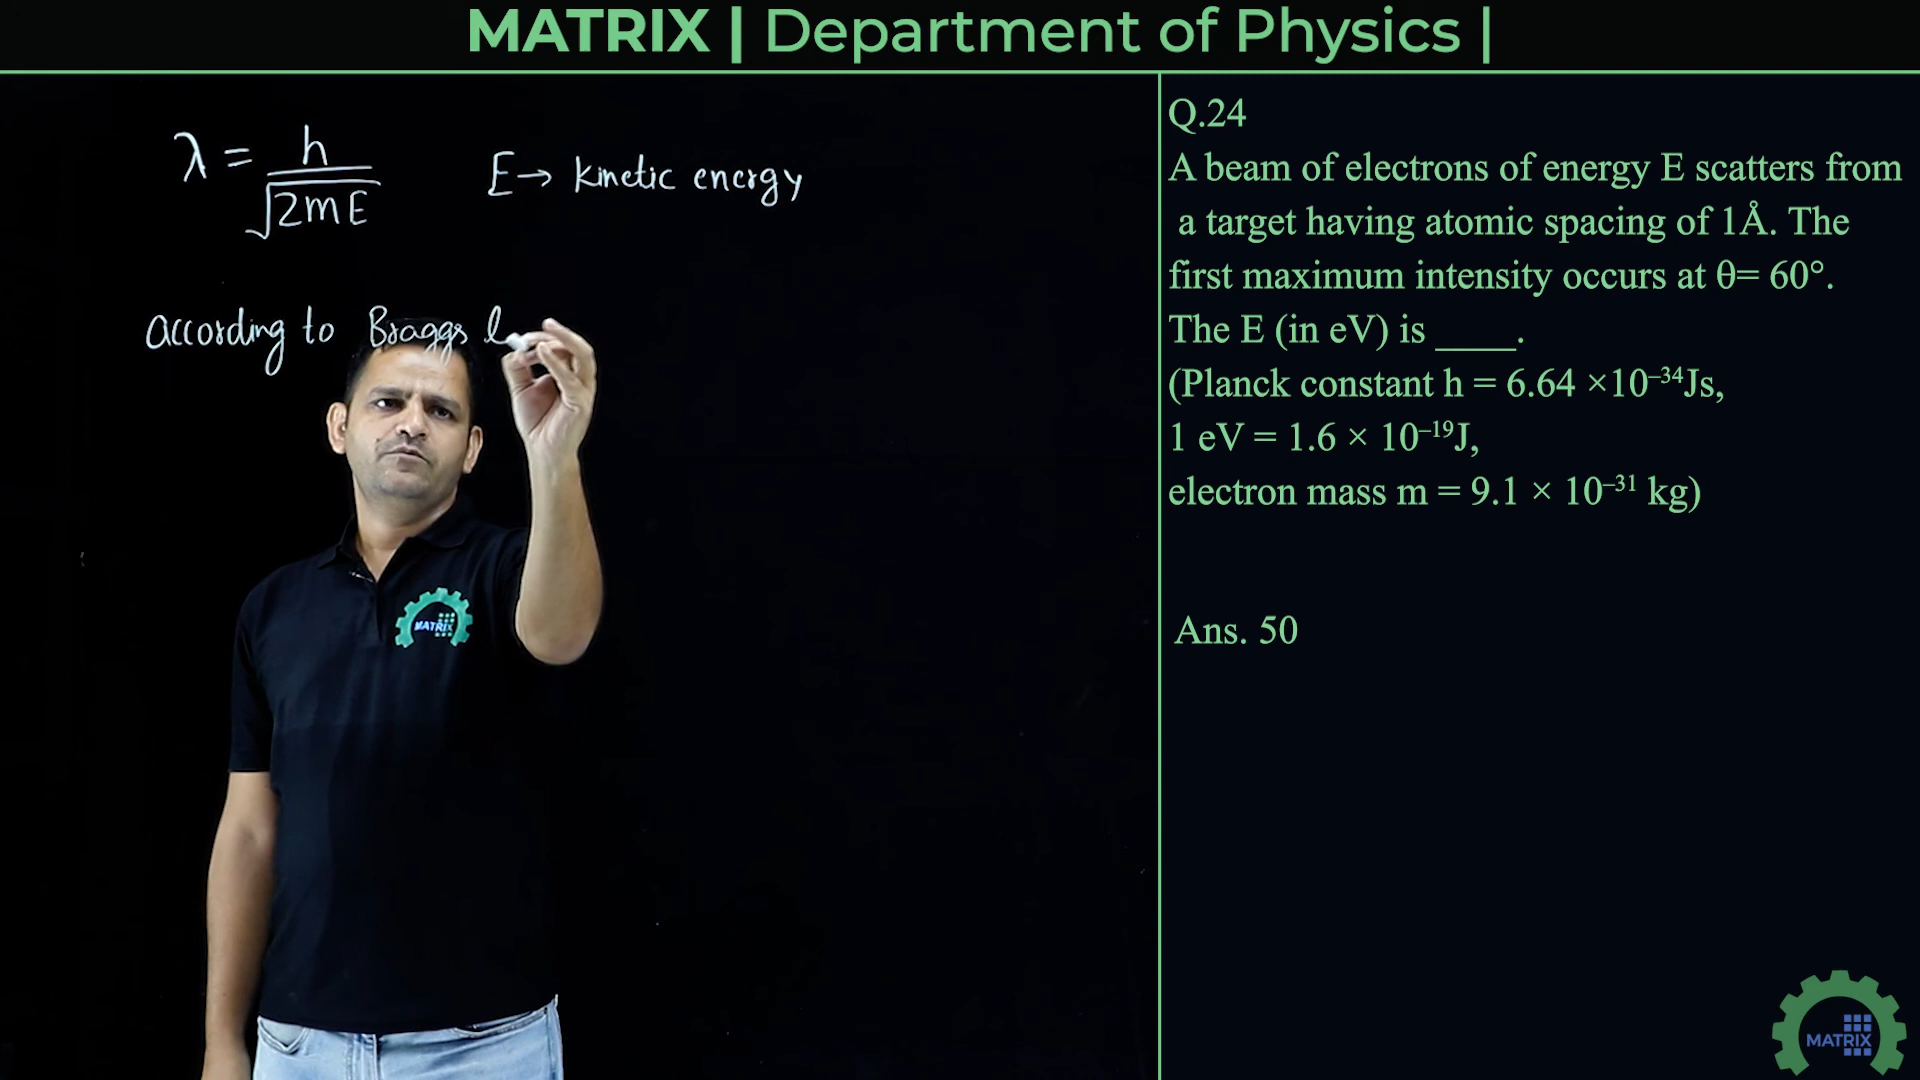 MATRIX | Department of Physics |
λ = h / √2mE
E → kinetic energy
According to Braggs
MATRIX
Q.24
A beam of electrons of energy E scatters from
a target having atomic spacing of 1Å. The
first maximum intensity occurs at θ= 60°.
The E (in eV) is ____.
(Planck constant h = 6.64 ×10⁻³⁴Js,
1 eV = 1.6 × 10⁻¹⁹J,
electron mass m = 9.1 × 10⁻³¹ kg)
Ans. 50
MATRIX